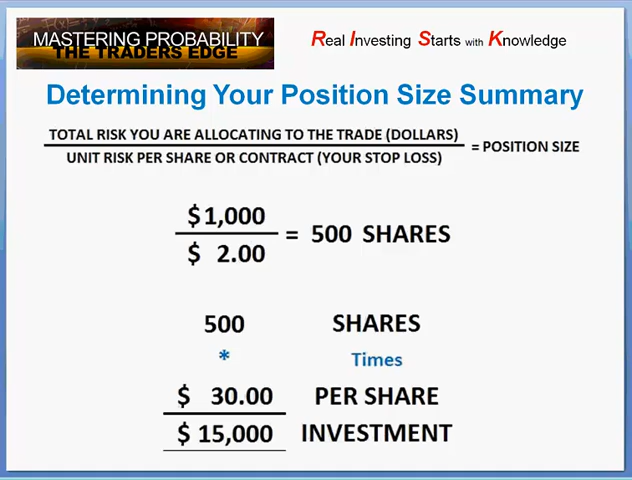 MASTERING PROBABILITY
THE TRADERS EDGE
Real Investing Starts with Knowledge
Determining Your Position Size Summary
TOTAL RISK YOU ARE ALLOCATING TO THE TRADE (DOLLARS)
UNIT RISK PER SHARE OR CONTRACT (YOUR STOP LOSS)
= POSITION SIZE
$1,000
$ 2.00
= 500 SHARES
500 SHARES
* Times
$ 30.00 PER SHARE
$ 15,000 INVESTMENT